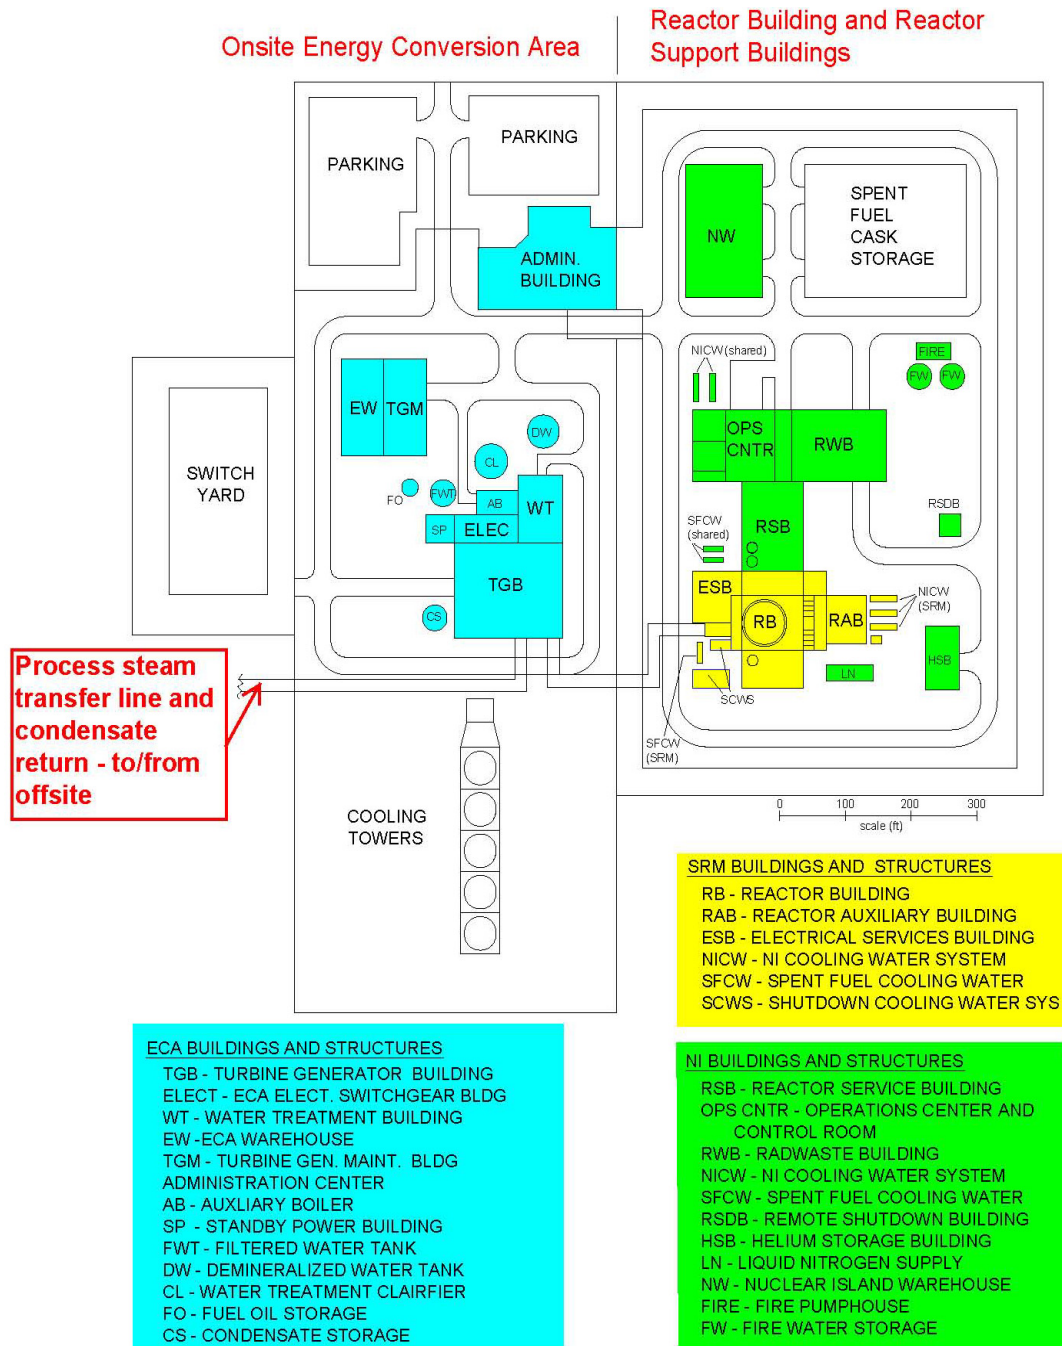 Onsite Energy Conversion Area
Reactor Building and Reactor
Support Buildings
PARKING
PARKING
ADMIN.
BUILDING
NW
SPENT
FUEL
CASK
STORAGE
NICW (shared)
FIRE
FW
FW
EW
TGM
DW
CL
OPS
CNTR
RWB
SWITCH
YARD
FO
FWT
AB
WT
SP
ELEC
SFCW
(shared)
RSB
RSDB
TGB
ESB
NICW
(SRM)
CS
RB
RAB
HSB
LN
SCWS
SFCW
(SRM)
Process steam
transfer line and
condensate
return - to/from
offsite
COOLING
TOWERS
0
100
200
300
scale (ft)
SRM BUILDINGS AND STRUCTURES
RB - REACTOR BUILDING
RAB - REACTOR AUXILIARY BUILDING
ESB - ELECTRICAL SERVICES BUILDING
NICW - NI COOLING WATER SYSTEM
SFCW - SPENT FUEL COOLING WATER
SCWS - SHUTDOWN COOLING WATER SYS
ECA BUILDINGS AND STRUCTURES
TGB - TURBINE GENERATOR BUILDING
ELECT - ECA ELECT. SWITCHGEAR BLDG
WT - WATER TREATMENT BUILDING
EW -ECA WAREHOUSE
TGM - TURBINE GEN. MAINT. BLDG
ADMINISTRATION CENTER
AB - AUXLIARY BOILER
SP - STANDBY POWER BUILDING
FWT - FILTERED WATER TANK
DW - DEMINERALIZED WATER TANK
CL - WATER TREATMENT CLAIRFIER
FO - FUEL OIL STORAGE
CS - CONDENSATE STORAGE
NI BUILDINGS AND STRUCTURES
RSB - REACTOR SERVICE BUILDING
OPS CNTR - OPERATIONS CENTER AND
CONTROL ROOM
RWB - RADWASTE BUILDING
NICW - NI COOLING WATER SYSTEM
SFCW - SPENT FUEL COOLING WATER
RSDB - REMOTE SHUTDOWN BUILDING
HSB - HELIUM STORAGE BUILDING
LN - LIQUID NITROGEN SUPPLY
NW - NUCLEAR ISLAND WAREHOUSE
FIRE - FIRE PUMPHOUSE
FW - FIRE WATER STORAGE